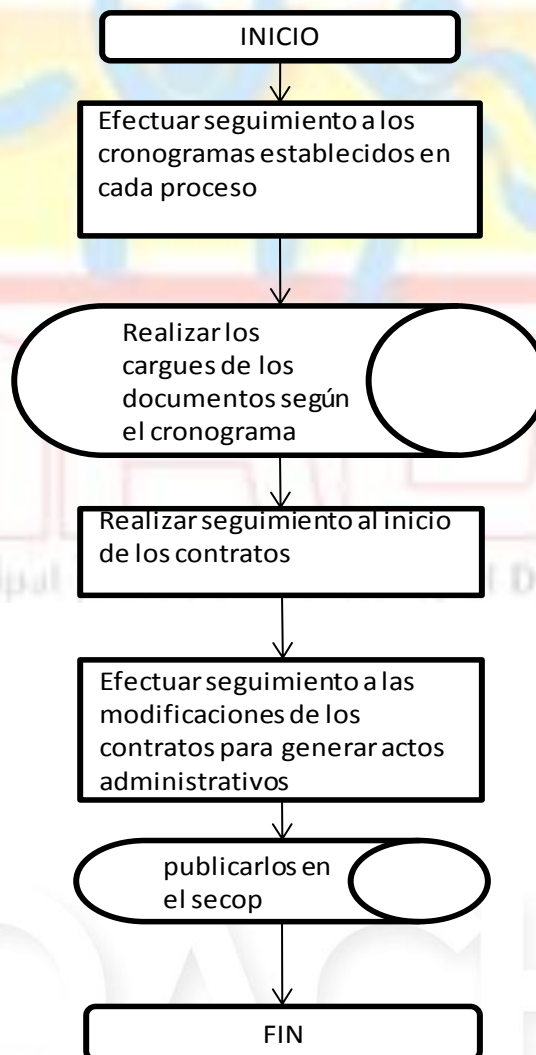 INICIO
Efectuar seguimiento a los
cronogramas establecidos en
cada proceso
Realizar los
cargues de los
documentos según
el cronograma
Realizar seguimiento al inicio
de los contratos
Efectuar seguimiento a las
modificaciones de los
contratos para generar actos
administrativos
publicarlos en
el secop
FIN